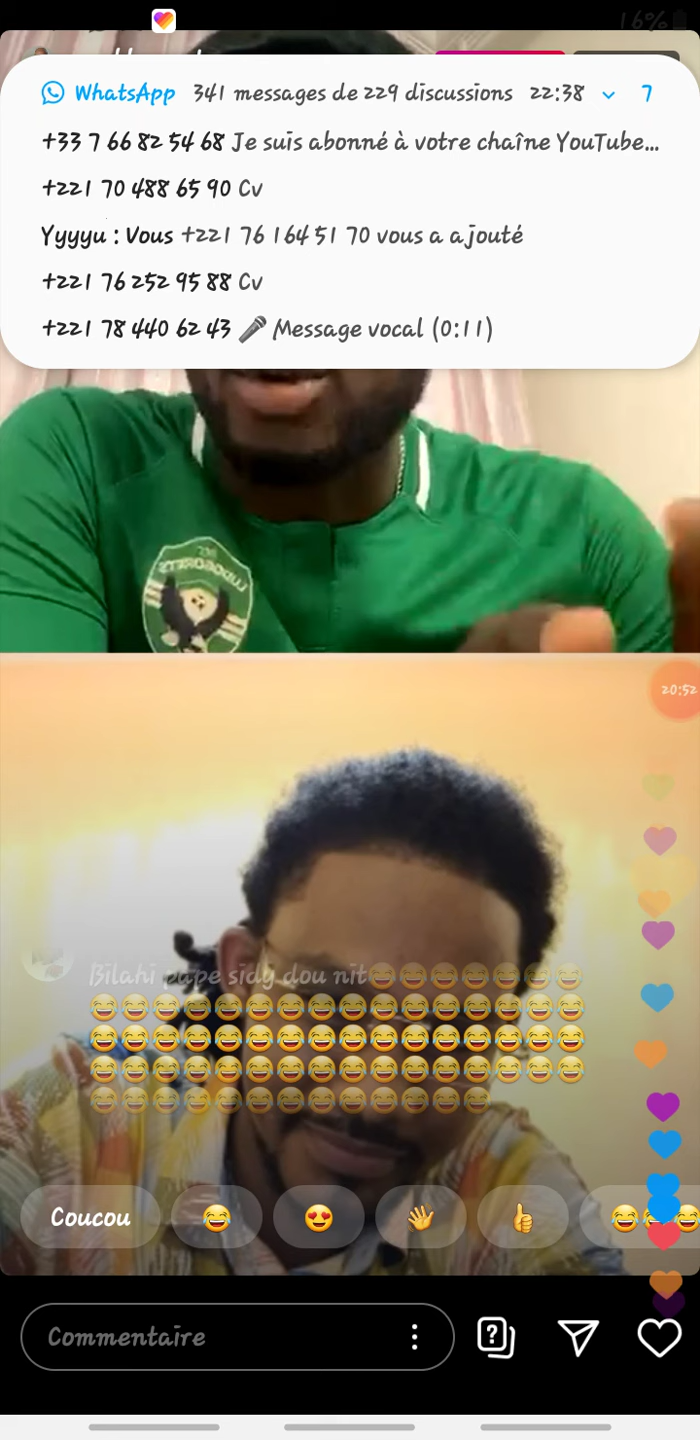 16%
WhatsApp 341 messages de 229 discussions 22:38 7
+33 7 66 82 54 68 Je suis abonné à votre chaîne YouTube...
+221 70 488 65 90 Cv
Yyyyu : Vous +221 76 164 51 70 vous a ajouté
+221 76 252 95 88 Cv
+221 78 440 62 43 🎤 Message vocal (0:11)
20:52
Bilahi pape sidy dou nit😂😂😂😂😂😂😂
😂😂😂😂😂😂😂😂😂😂😂😂😂😂😂😂
😂😂😂😂😂😂😂😂😂😂😂😂😂😂😂😂
😂😂😂😂😂😂😂😂😂😂😂😂😂😂😂😂
😂😂😂😂😂😂😂😂😂😂😂😂😂
Coucou 😂 😍 👋 👍 😂😂😂
Commentaire